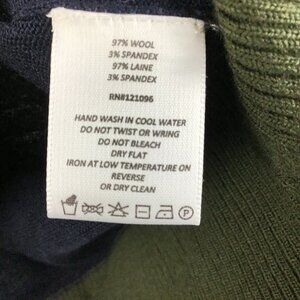 97% WOOL
3% SPANDEX
97% LAINE
3% SPANDEX
RN#121096
HAND WASH IN COOL WATER
DO NOT TWIST OR WRING
DO NOT BLEACH
DRY FLAT
IRON AT LOW TEMPERATURE ON
REVERSE
OR DRY CLEAN
P